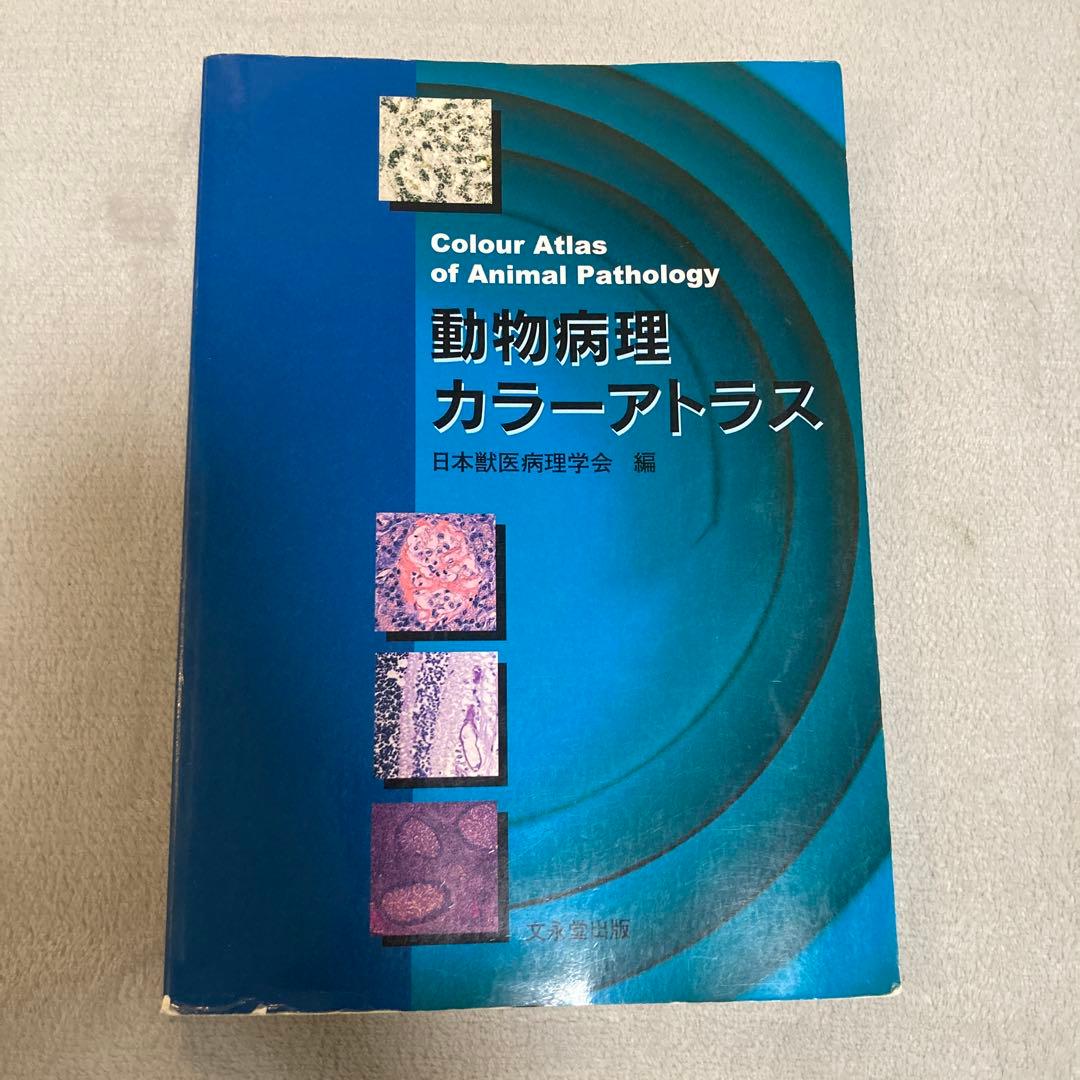 Colour Atlas
of Animal Pathology
動物病理
カラーアトラス
日本獣医病理学会 編
文永堂出版